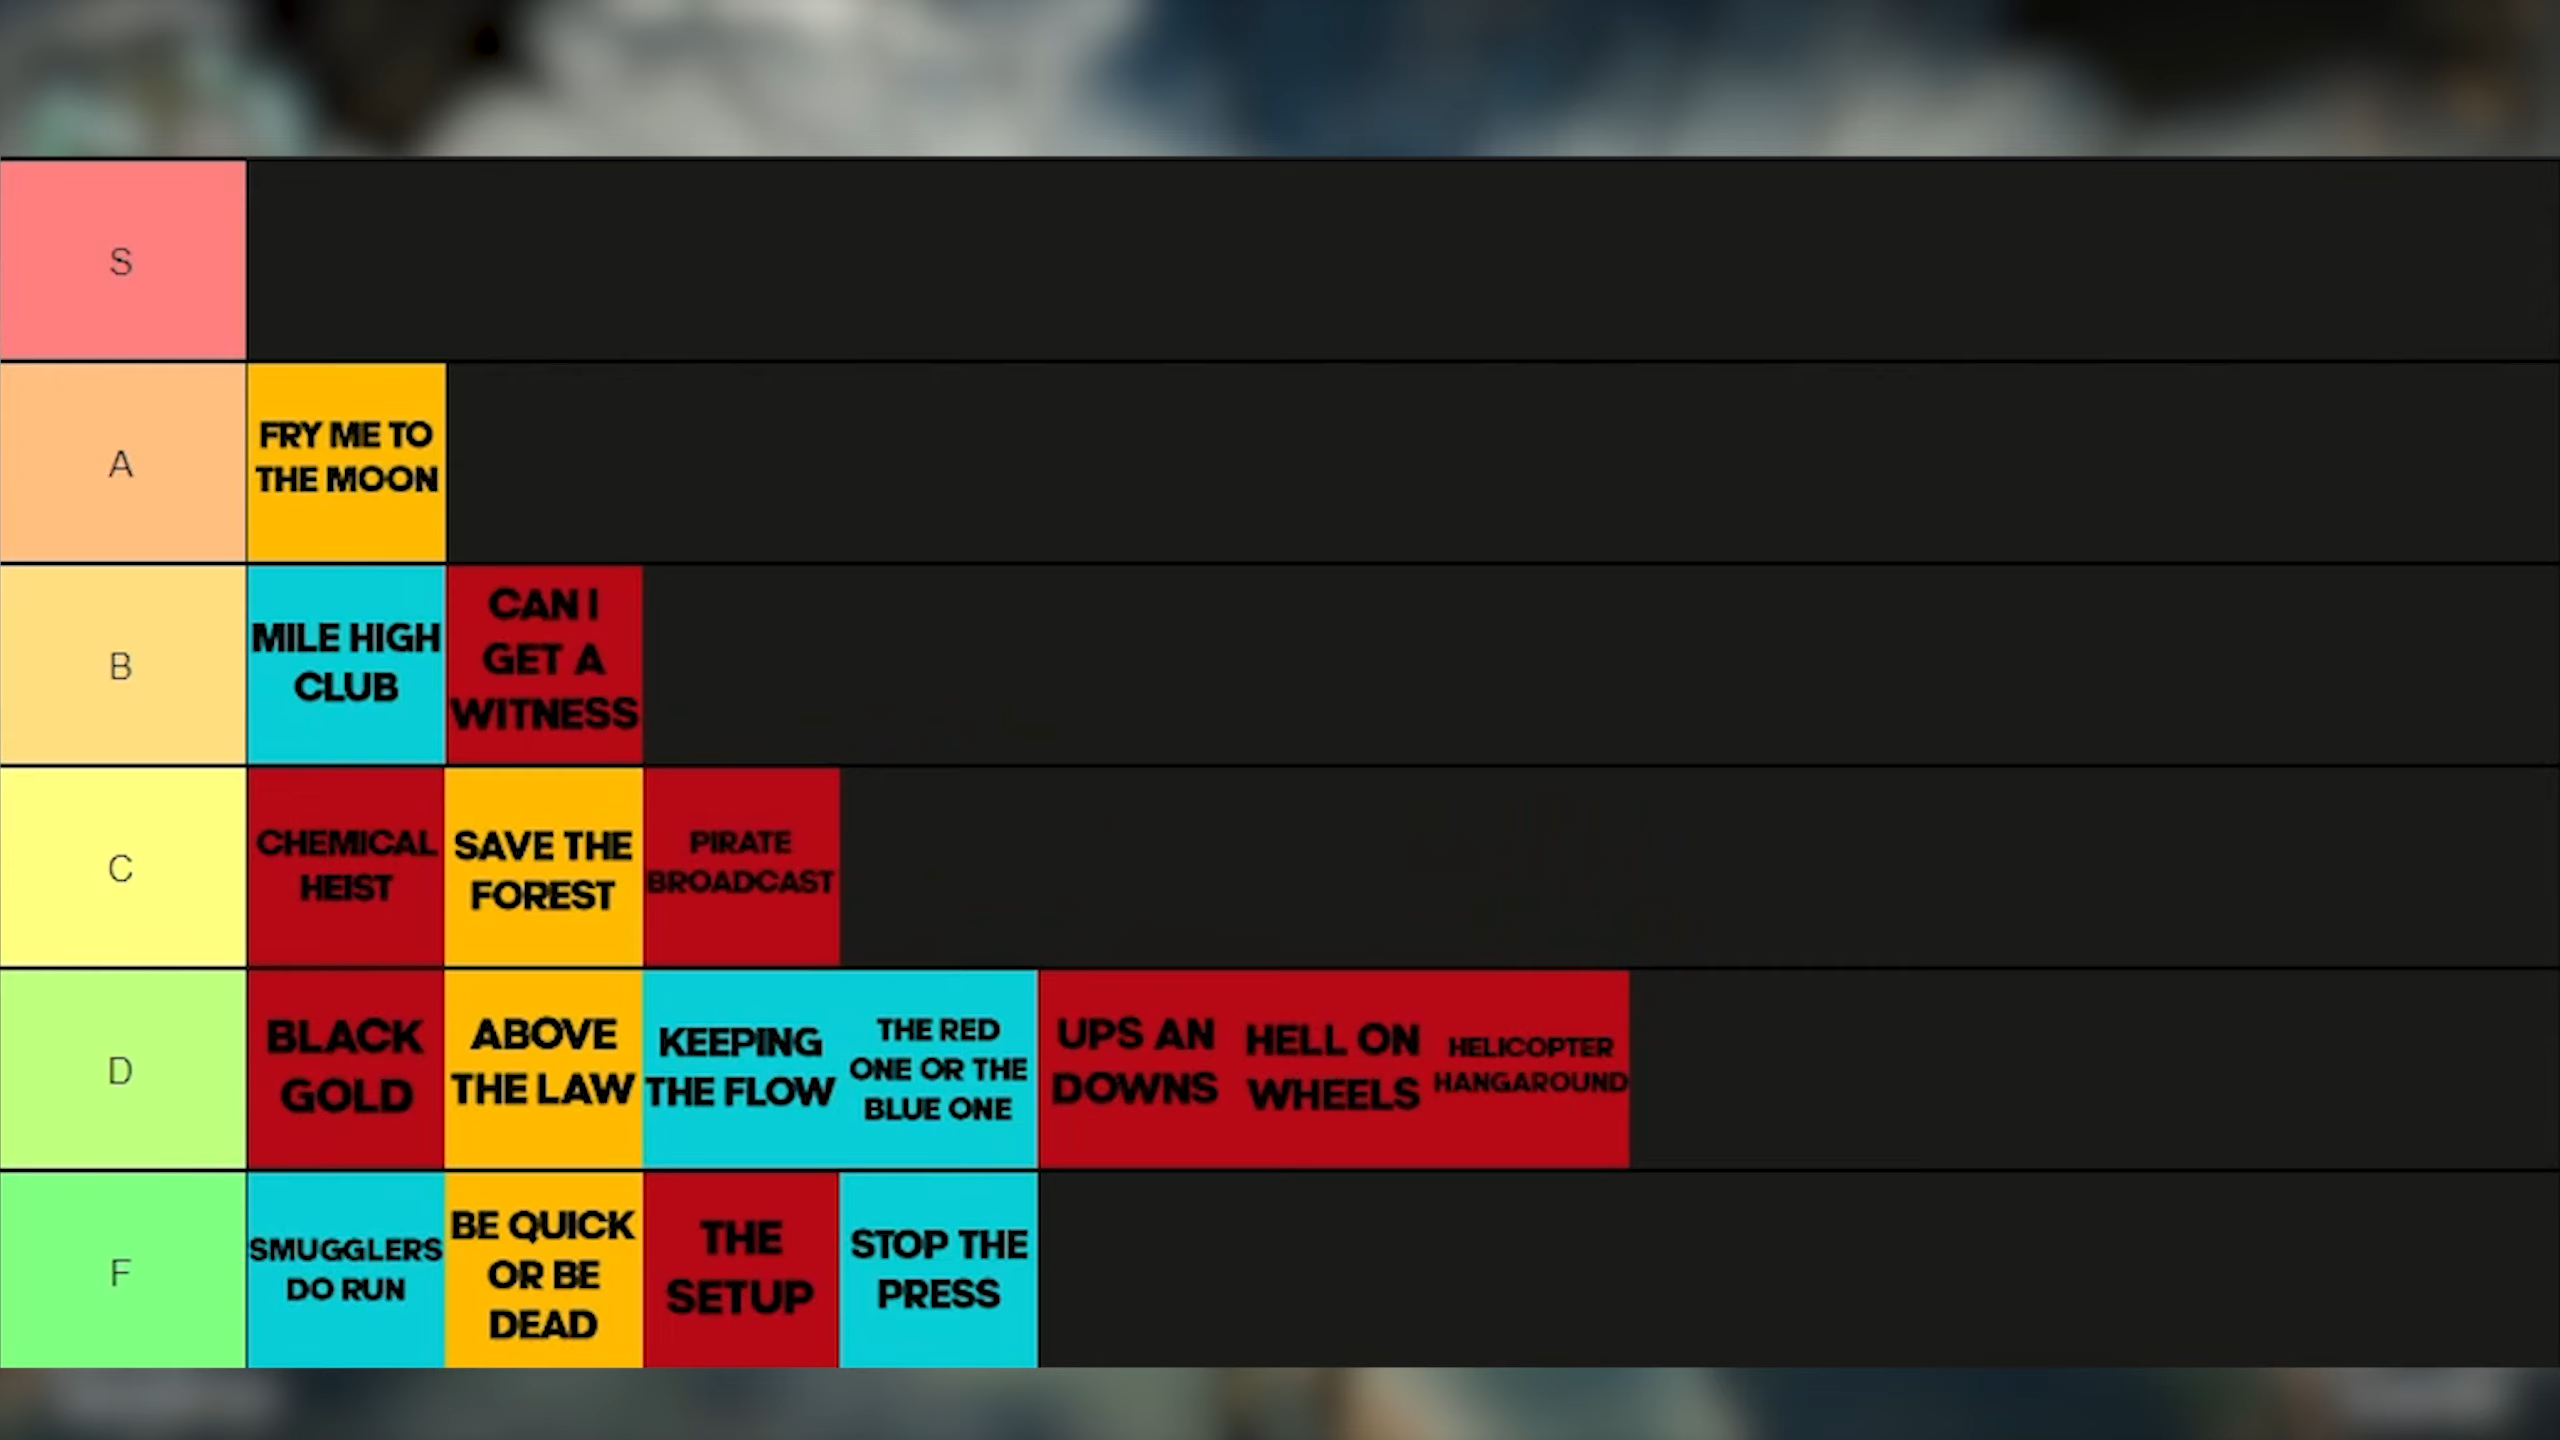 S
A
FRY ME TO
THE MOON
B
MILE HIGH
CLUB
CAN I
GET A
WITNESS
C
CHEMICAL
HEIST
SAVE THE
FOREST
PIRATE
BROADCAST
D
BLACK
GOLD
ABOVE
THE LAW
KEEPING
THE FLOW
THE RED
ONE OR THE
BLUE ONE
UPS AN
DOWNS
HELL ON
WHEELS
HELICOPTER
HANGAROUND
F
SMUGGLERS
DO RUN
BE QUICK
OR BE
DEAD
THE
SETUP
STOP THE
PRESS